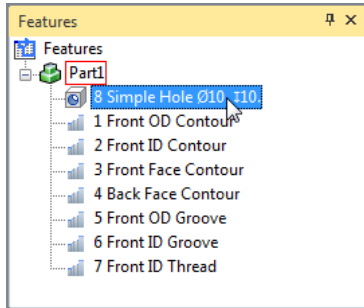 Features
Features
Part1
8 Simple Hole Ø10, ↧10.
1 Front OD Contour
2 Front ID Contour
3 Front Face Contour
4 Back Face Contour
5 Front OD Groove
6 Front ID Groove
7 Front ID Thread